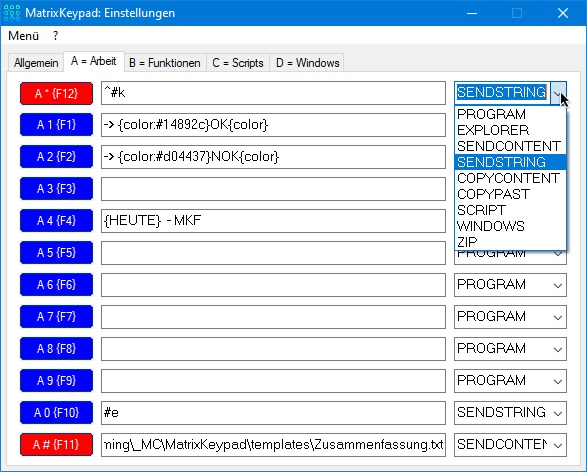 MatrixKeypad: Einstellungen
Menü ?
Allgemein A = Arbeit B = Funktionen C = Scripts D = Windows
A * {F12} ^#k SENDSTRING
PROGRAM
EXPLORER
SENDCONTENT
SENDSTRING
COPYCONTENT
COPYPAST
SCRIPT
WINDOWS
ZIP
A 1 {F1} -> {color:#14892c}OK{color}
A 2 {F2} -> {color:#d04437}NOK{color}
A 3 {F3}
A 4 {F4} {HEUTE} - MKF
A 5 {F5} PROGRAM
A 6 {F6} PROGRAM
A 7 {F7} PROGRAM
A 8 {F8} PROGRAM
A 9 {F9} PROGRAM
A 0 {F10} #e SENDSTRING
A # {F11} ming\_MC\MatrixKeypad\templates\Zusammenfassung.txt SENDCONTEN